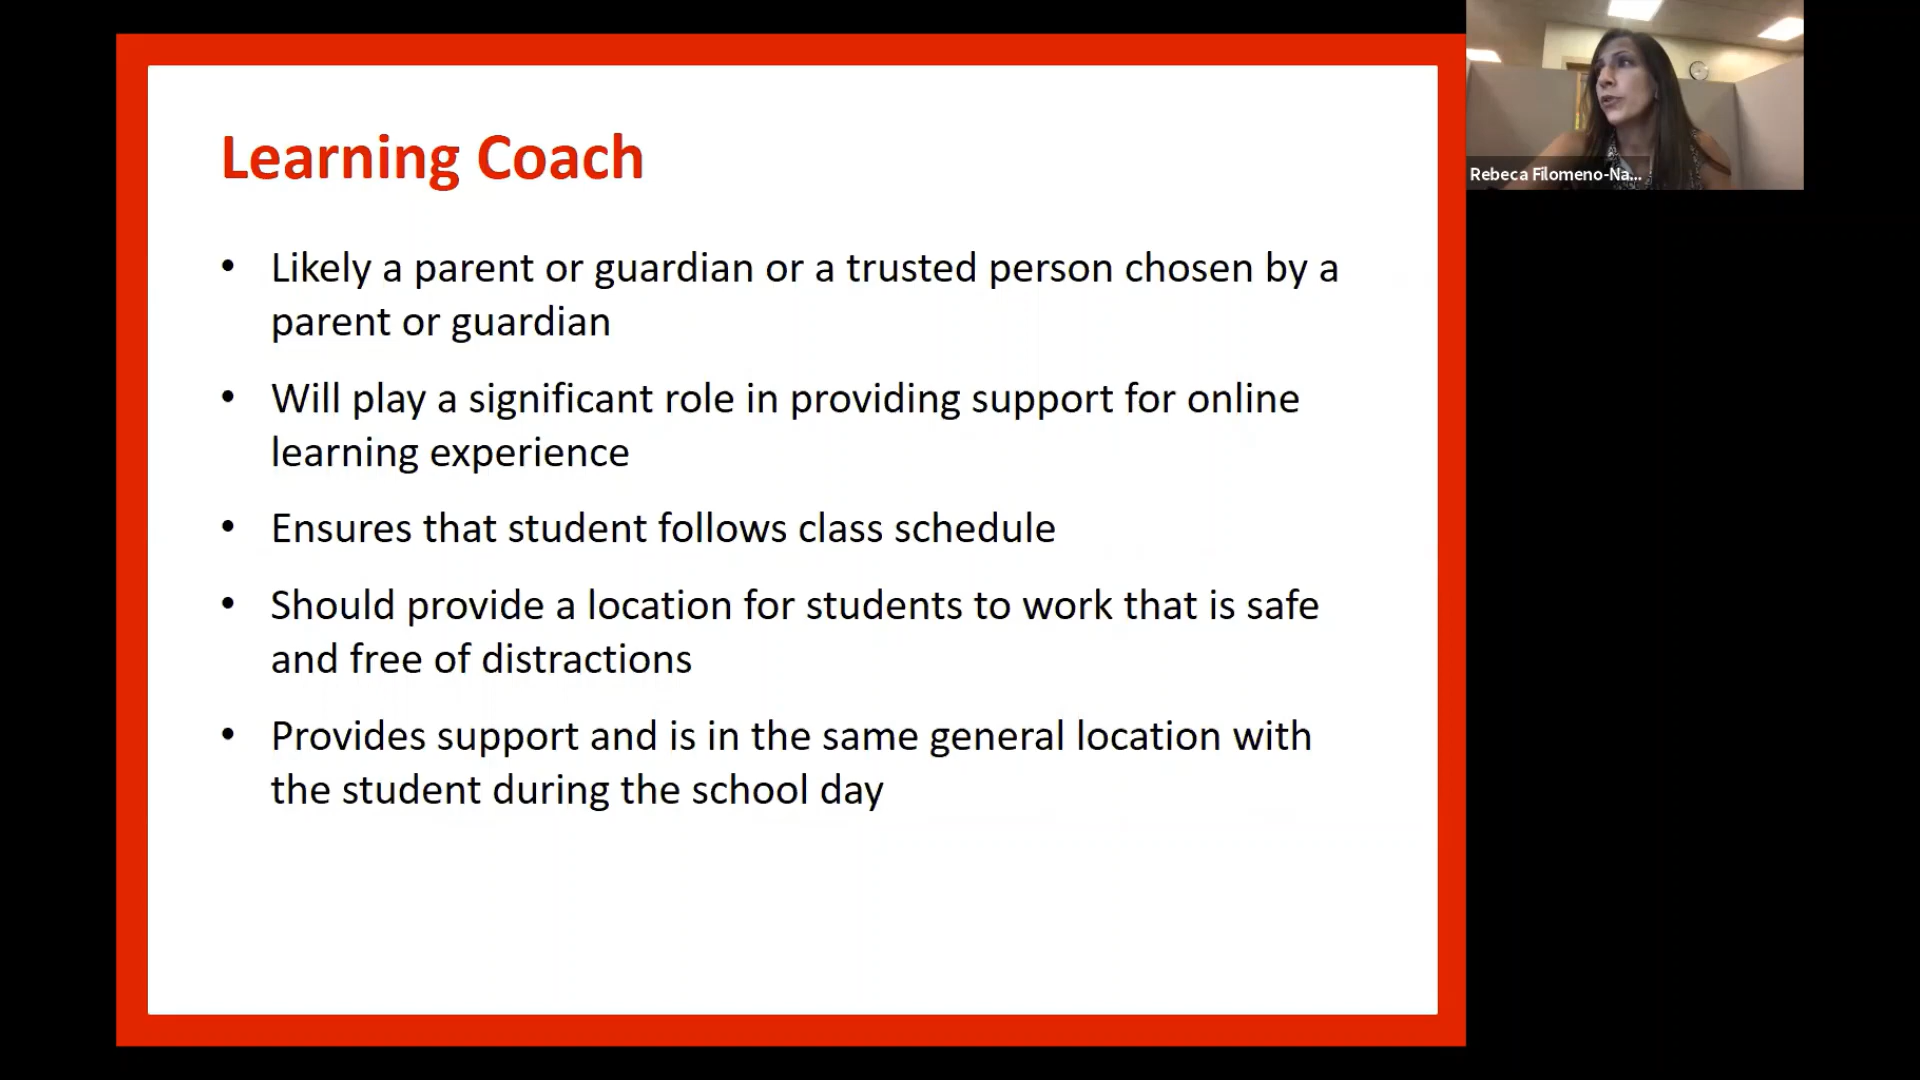 Learning Coach
• Likely a parent or guardian or a trusted person chosen by a
parent or guardian
• Will play a significant role in providing support for online
learning experience
• Ensures that student follows class schedule
• Should provide a location for students to work that is safe
and free of distractions
• Provides support and is in the same general location with
the student during the school day
Rebeca Filomeno-Na...